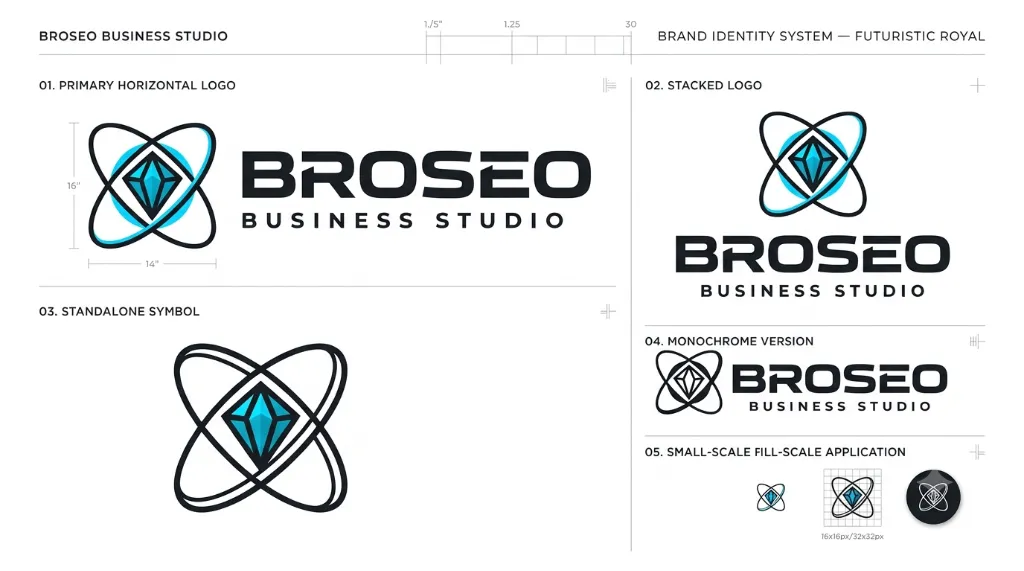 BROSEO BUSINESS STUDIO
1./5" 1.25 30
BRAND IDENTITY SYSTEM — FUTURISTIC ROYAL
01. PRIMARY HORIZONTAL LOGO
16"
14"
BROSEO
BUSINESS STUDIO
02. STACKED LOGO
BROSEO
BUSINESS STUDIO
03. STANDALONE SYMBOL
04. MONOCHROME VERSION
BROSEO
BUSINESS STUDIO
05. SMALL-SCALE FILL-SCALE APPLICATION
16x16px/32x32px